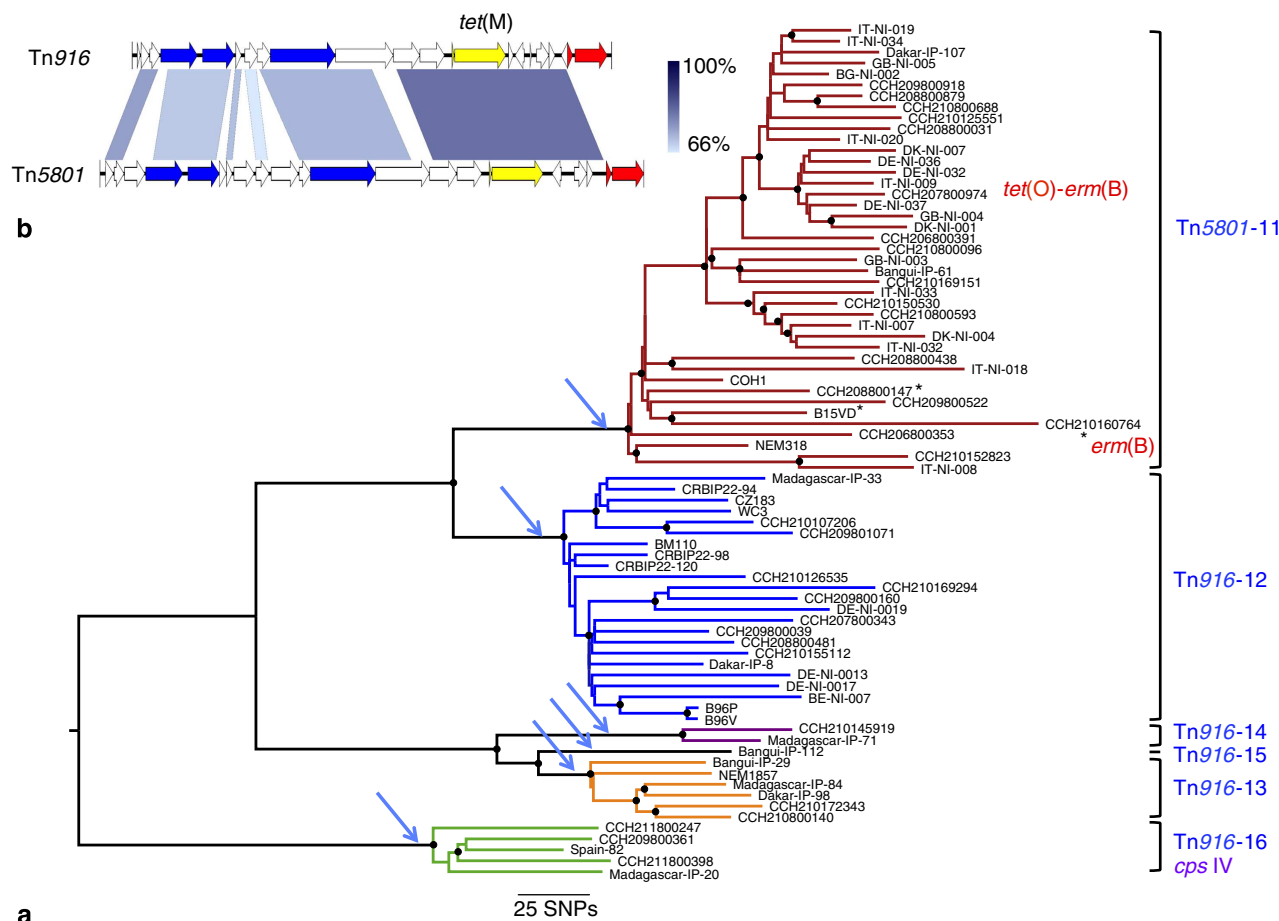 tet(M)
Tn916
100%
66%
Tn5801
b
IT-NI-019
IT-NI-034
Dakar-IP-107
GB-NI-005
BG-NI-002
CCH209800918
CCH208800879
CCH210800688
CCH210125551
CCH208800031
IT-NI-020
DK-NI-007
DE-NI-036
DE-NI-032
IT-NI-009
CCH207800974
DE-NI-037
GB-NI-004
DK-NI-001
CCH206800391
CCH210800096
GB-NI-003
Bangui-IP-61
CCH210169151
IT-NI-033
CCH210150530
CCH210800593
IT-NI-007
DK-NI-004
IT-NI-032
CCH208800438
IT-NI-018
COH1
CCH208800147 *
CCH209800522
B15VD *
CCH210160764
CCH206800353
NEM318
CCH210152823
IT-NI-008
tet(O)-erm(B)
* erm(B)
Tn5801-11
Madagascar-IP-33
CRBIP22-94
CZ183
WC3
CCH210107206
CCH209801071
BM110
CRBIP22-98
CRBIP22-120
CCH210126535
CCH210169294
CCH209800160
DE-NI-0019
CCH207800343
CCH209800039
CCH208800481
CCH210155112
Dakar-IP-8
DE-NI-0013
DE-NI-0017
BE-NI-007
B96P
B96V
Tn916-12
CCH210145919
Madagascar-IP-71
Tn916-14
Bangui-IP-112
Tn916-15
Bangui-IP-29
NEM1857
Madagascar-IP-84
Dakar-IP-98
CCH210172343
CCH210800140
Tn916-13
CCH211800247
CCH209800361
Spain-82
CCH211800398
Madagascar-IP-20
Tn916-16
cps IV
25 SNPs
a